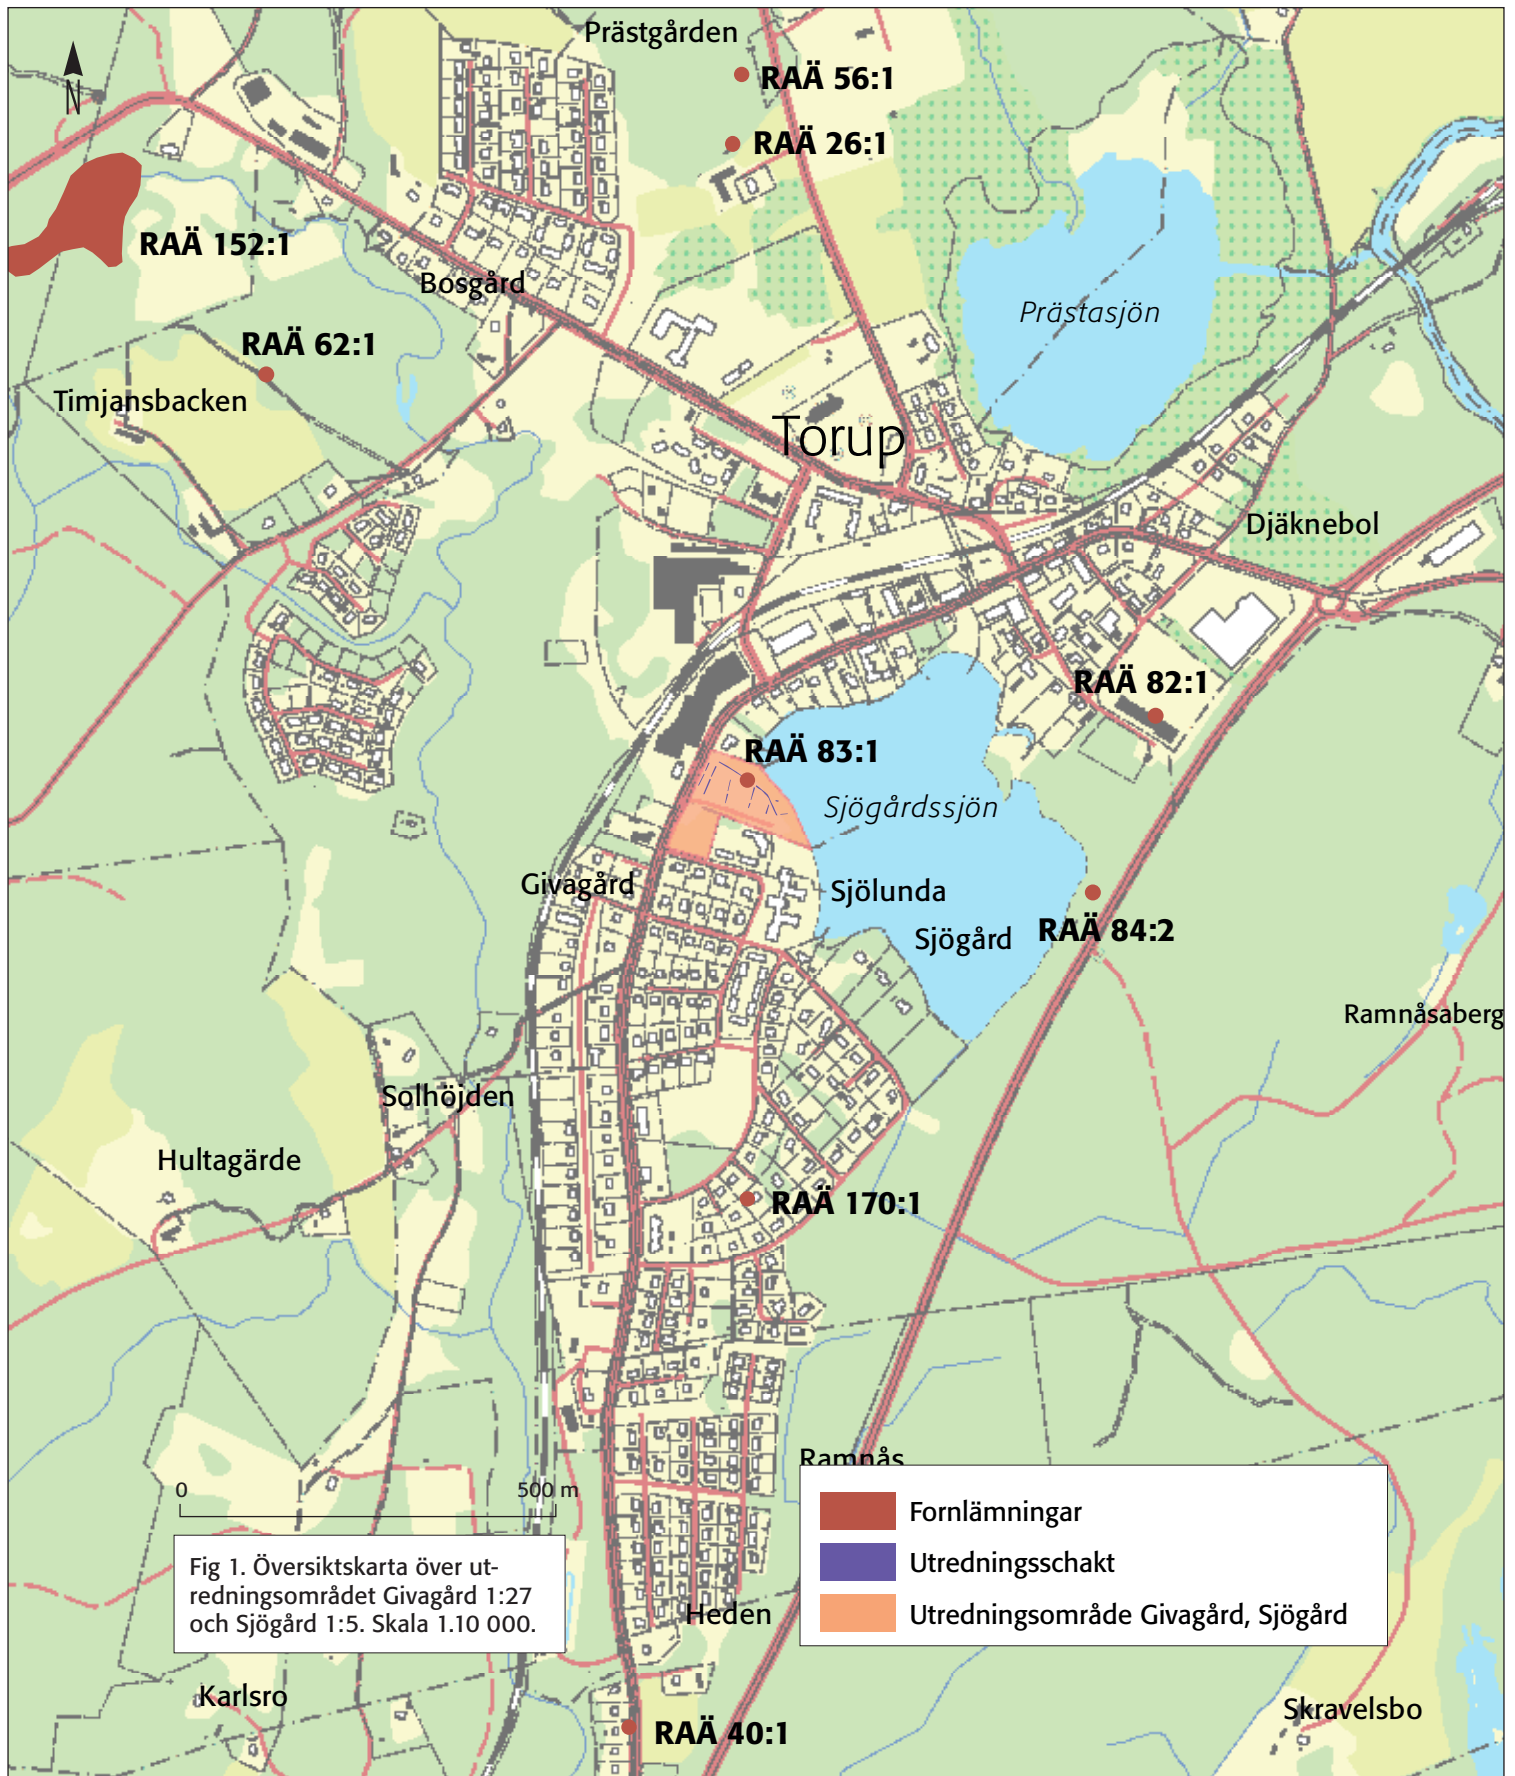 Prästgården
N
RAÄ 56:1
RAÄ 26:1
RAÄ 152:1
Bosgård
Prästasjön
RAÄ 62:1
Timjansbacken
Torup
Djäknebol
RAÄ 82:1
RAÄ 83:1
Sjögårdssjön
Givagård
Sjölunda
Sjögård
RAÄ 84:2
Ramnåsaberg
Solhöjden
Hultagärde
RAÄ 170:1
Ramnås
0 500 m
Fornlämningar
Utredningsschakt
Utredningsområde Givagård, Sjögård
Fig 1. Översiktskarta över ut-
redningsområdet Givagård 1:27
och Sjögård 1:5. Skala 1.10 000.
Heden
Karlsro
RAÄ 40:1
Skravelsbo